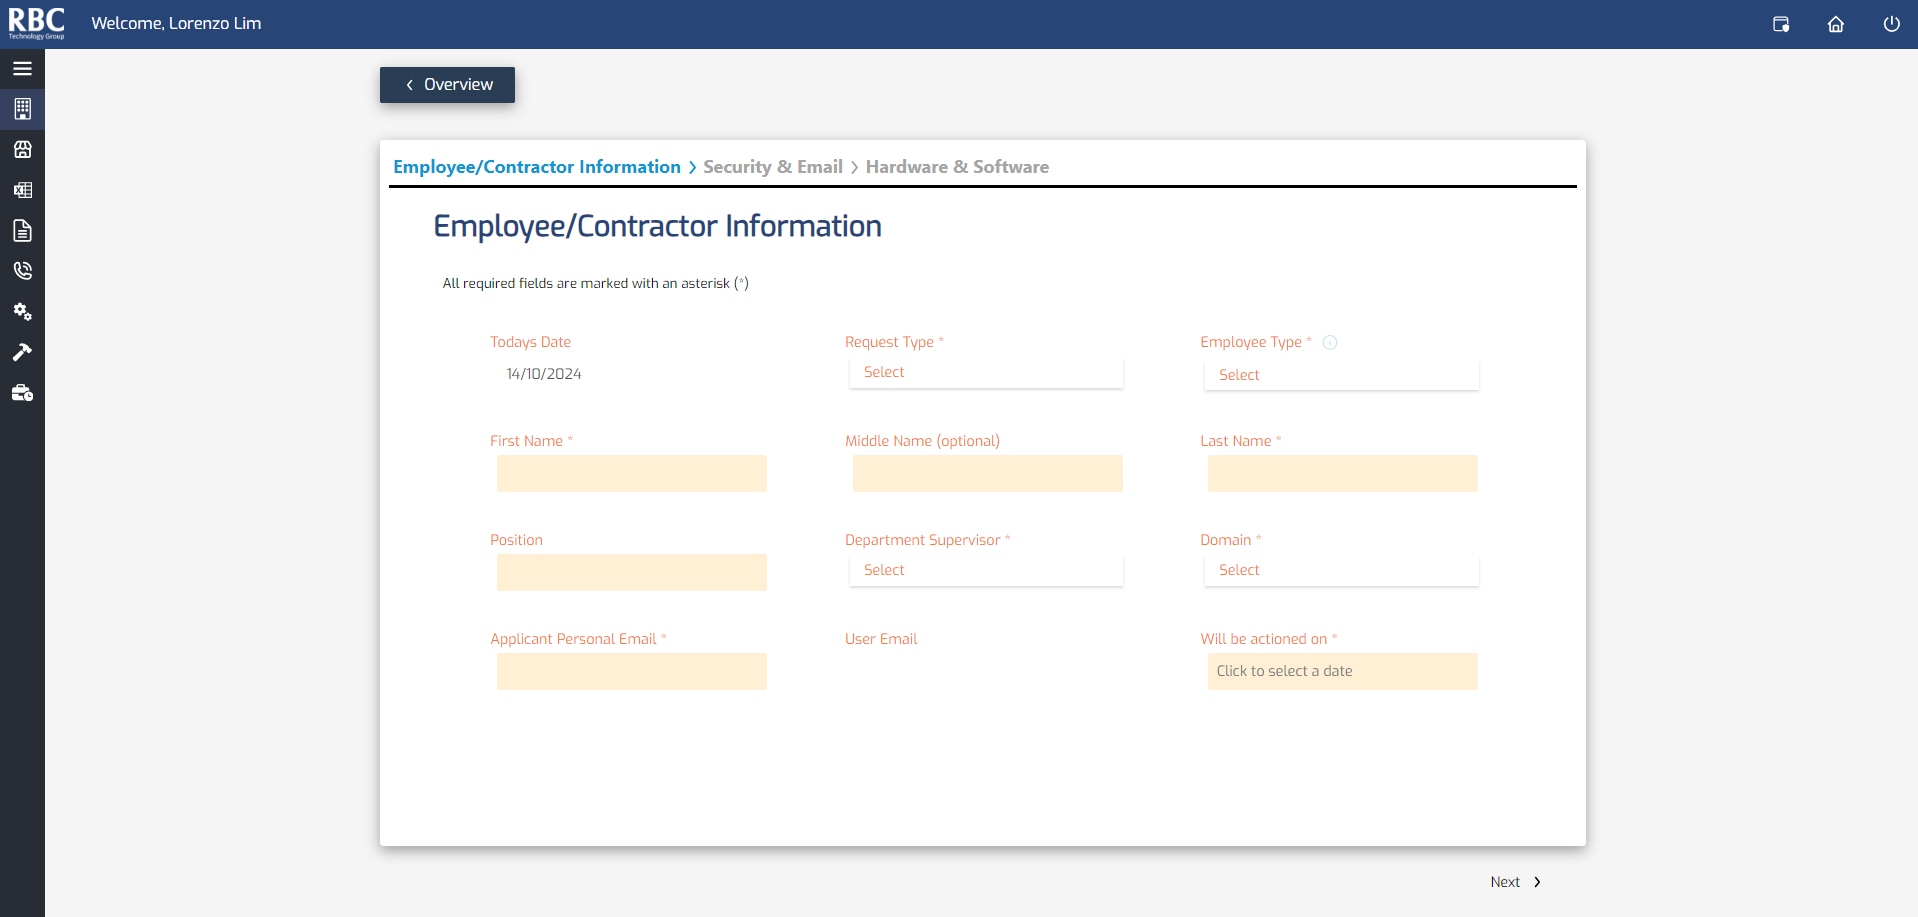 RBC
Technology Group
Welcome, Lorenzo Lim
Overview
Employee/Contractor Information > Security & Email > Hardware & Software
Employee/Contractor Information
All required fields are marked with an asterisk (*)
Todays Date
Request Type *
Employee Type *
14/10/2024
Select
Select
First Name *
Middle Name (optional)
Last Name *
Position
Department Supervisor *
Domain *
Select
Select
Applicant Personal Email *
User Email
Will be actioned on *
Click to select a date
Next